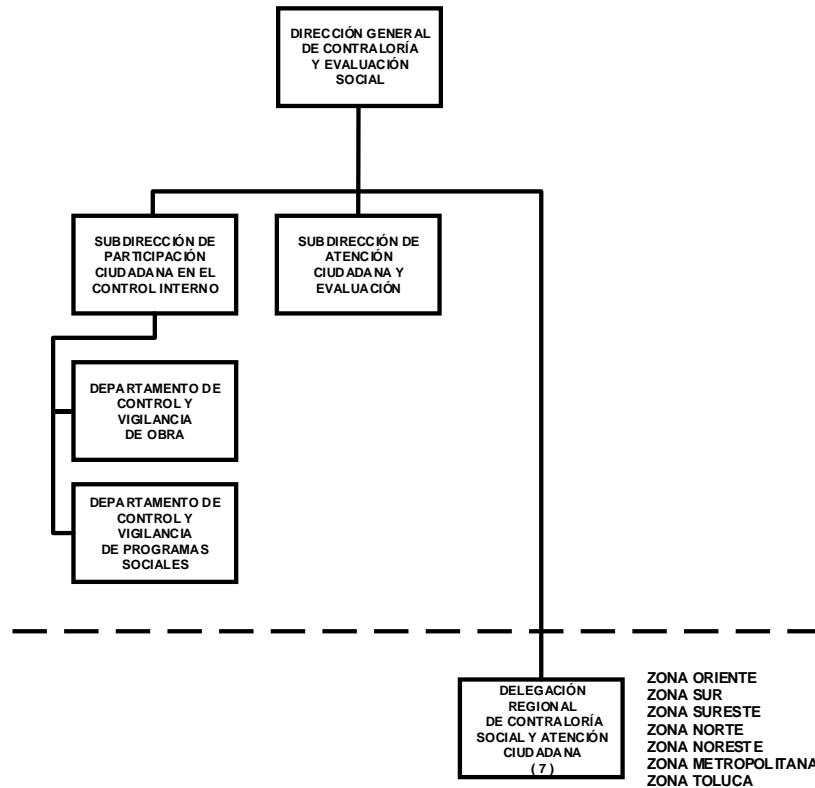 DIRECCIÓN GENERAL
DE CONTRALORÍA
Y EVALUACIÓN
SOCIAL
SUBDIRECCIÓN DE
PARTICIPACIÓN
CIUDADANA EN EL
CONTROL INTERNO
SUBDIRECCIÓN DE
ATENCIÓN
CIUDADANA Y
EVALUACIÓN
DEPARTAMENTO DE
CONTROL Y
VIGILANCIA
DE OBRA
DEPARTAMENTO DE
CONTROL Y
VIGILANCIA
DE PROGRAMAS
SOCIALES
DELEGACIÓN
REGIONAL
DE CONTRALORÍA
SOCIAL Y ATENCIÓN
CIUDADANA
( 7 )
ZONA ORIENTE
ZONA SUR
ZONA SURESTE
ZONA NORTE
ZONA NORESTE
ZONA METROPOLITANA
ZONA TOLUCA